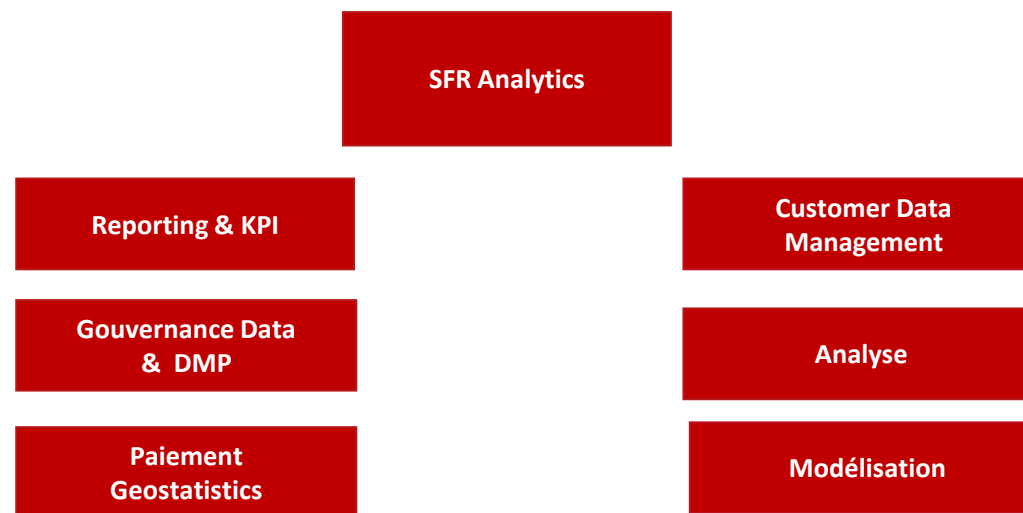 SFR Analytics
Reporting & KPI
Customer Data
Management
Gouvernance Data
& DMP
Analyse
Paiement
Geostatistics
Modélisation